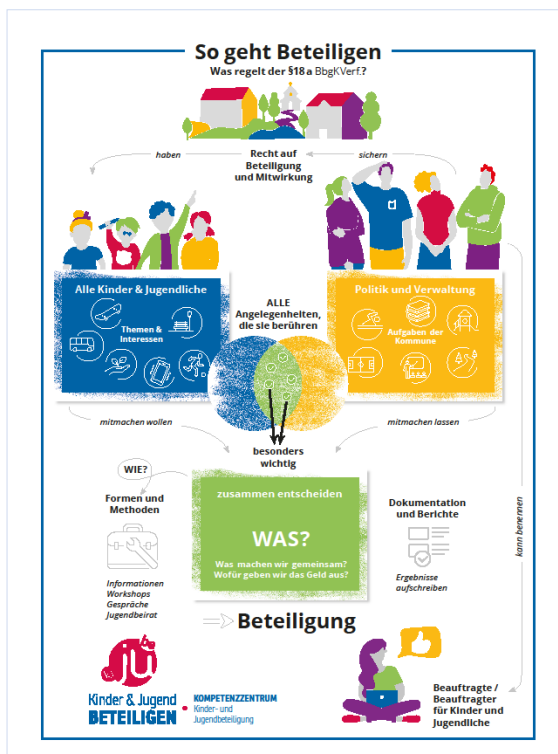 So geht Beteiligen
Was regelt der §18a BbgKVerf.?
haben
Recht auf
Beteiligung
und Mitwirkung
sichern
Alle Kinder & Jugendliche
Themen &
Interessen
ALLE
Angelegenheiten,
die sie berühren
Politik und Verwaltung
Aufgaben der
Kommune
mitmachen wollen
mitmachen lassen
besonders
wichtig
WIE?
Formen und
Methoden
Informationen
Workshops
Gespräche
Jugendbeirat
zusammen entscheiden
WAS?
Was machen wir gemeinsam?
Wofür geben wir das Geld aus?
Dokumentation
und Berichte
Ergebnisse
aufschreiben
kann benennen
Beteiligung
Kinder & Jugend
BETEILIGEN
KOMPETENZZENTRUM
Kinder- und
Jugendbeteiligung
Beauftragte /
Beauftragter
für Kinder und
Jugendliche